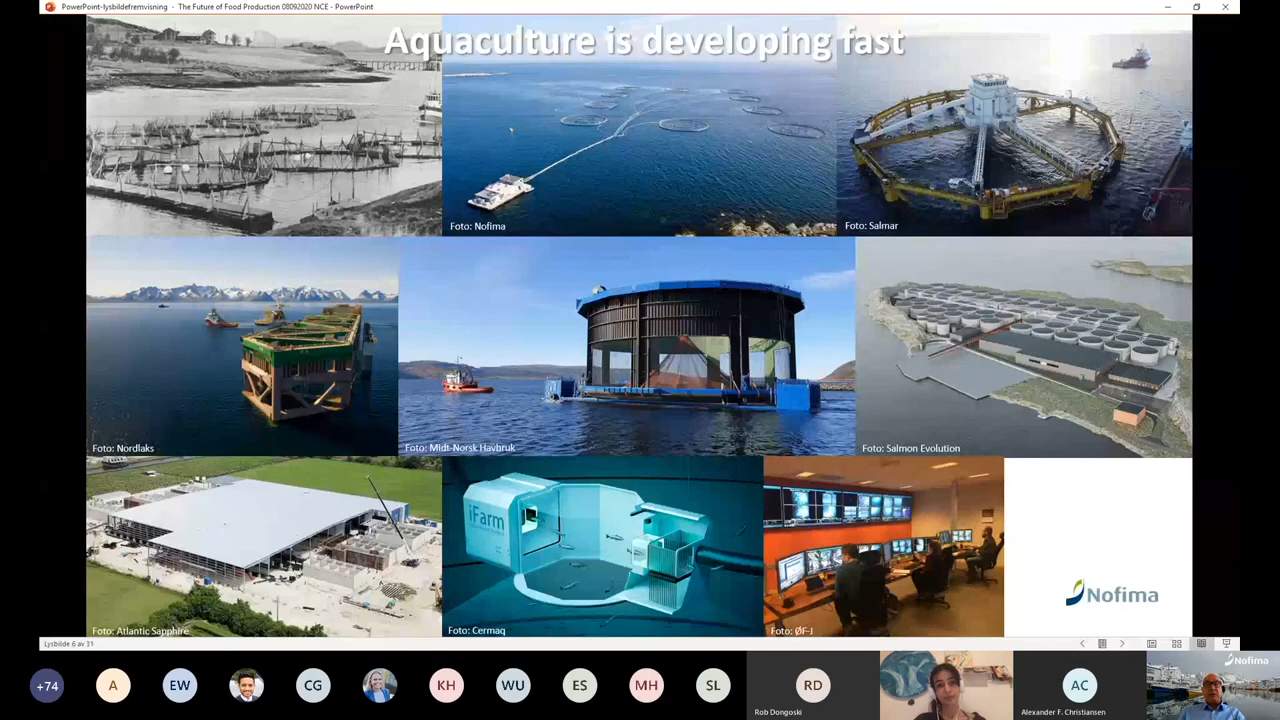 PowerPoint-lysbildefremvisning - The Future of Food Production 08092020 NCE - PowerPoint
Aquaculture is developing fast
Foto: Nofima
Foto: Salmar
Foto: Nordlaks
Foto: Midt-Norsk Havbruk
Foto: Salmon Evolution
iFarm
Foto: Atlantic Sapphire
Foto: Cermaq
Foto: ØF-J
Nofima
Lysbilde 6 av 31
+74
A
EW
CG
KH
WU
ES
MH
SL
RD
AC
Nofima
Rob Dongoski
Alexander F. Christiansen